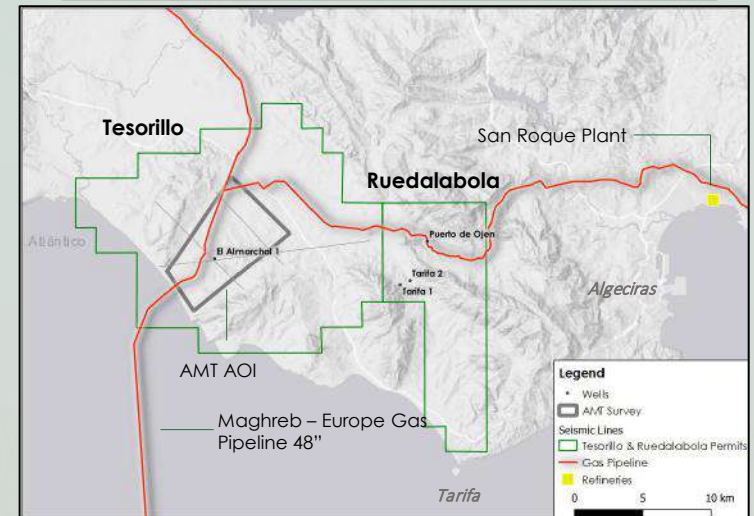 Tesorillo
San Roque Plant
Ruedalabola
Atlántico
Puerto de Ojen
El Almarchal 1
Tarifa 2
Tarifa 1
Algeciras
AMT AOI
Maghreb – Europe Gas
Pipeline 48”
Tarifa
Legend
Wells
AMT Survey
Seismic Lines
Tesorillo & Ruedalabola Permits
Gas Pipeline
Refineries
0 5 10 km